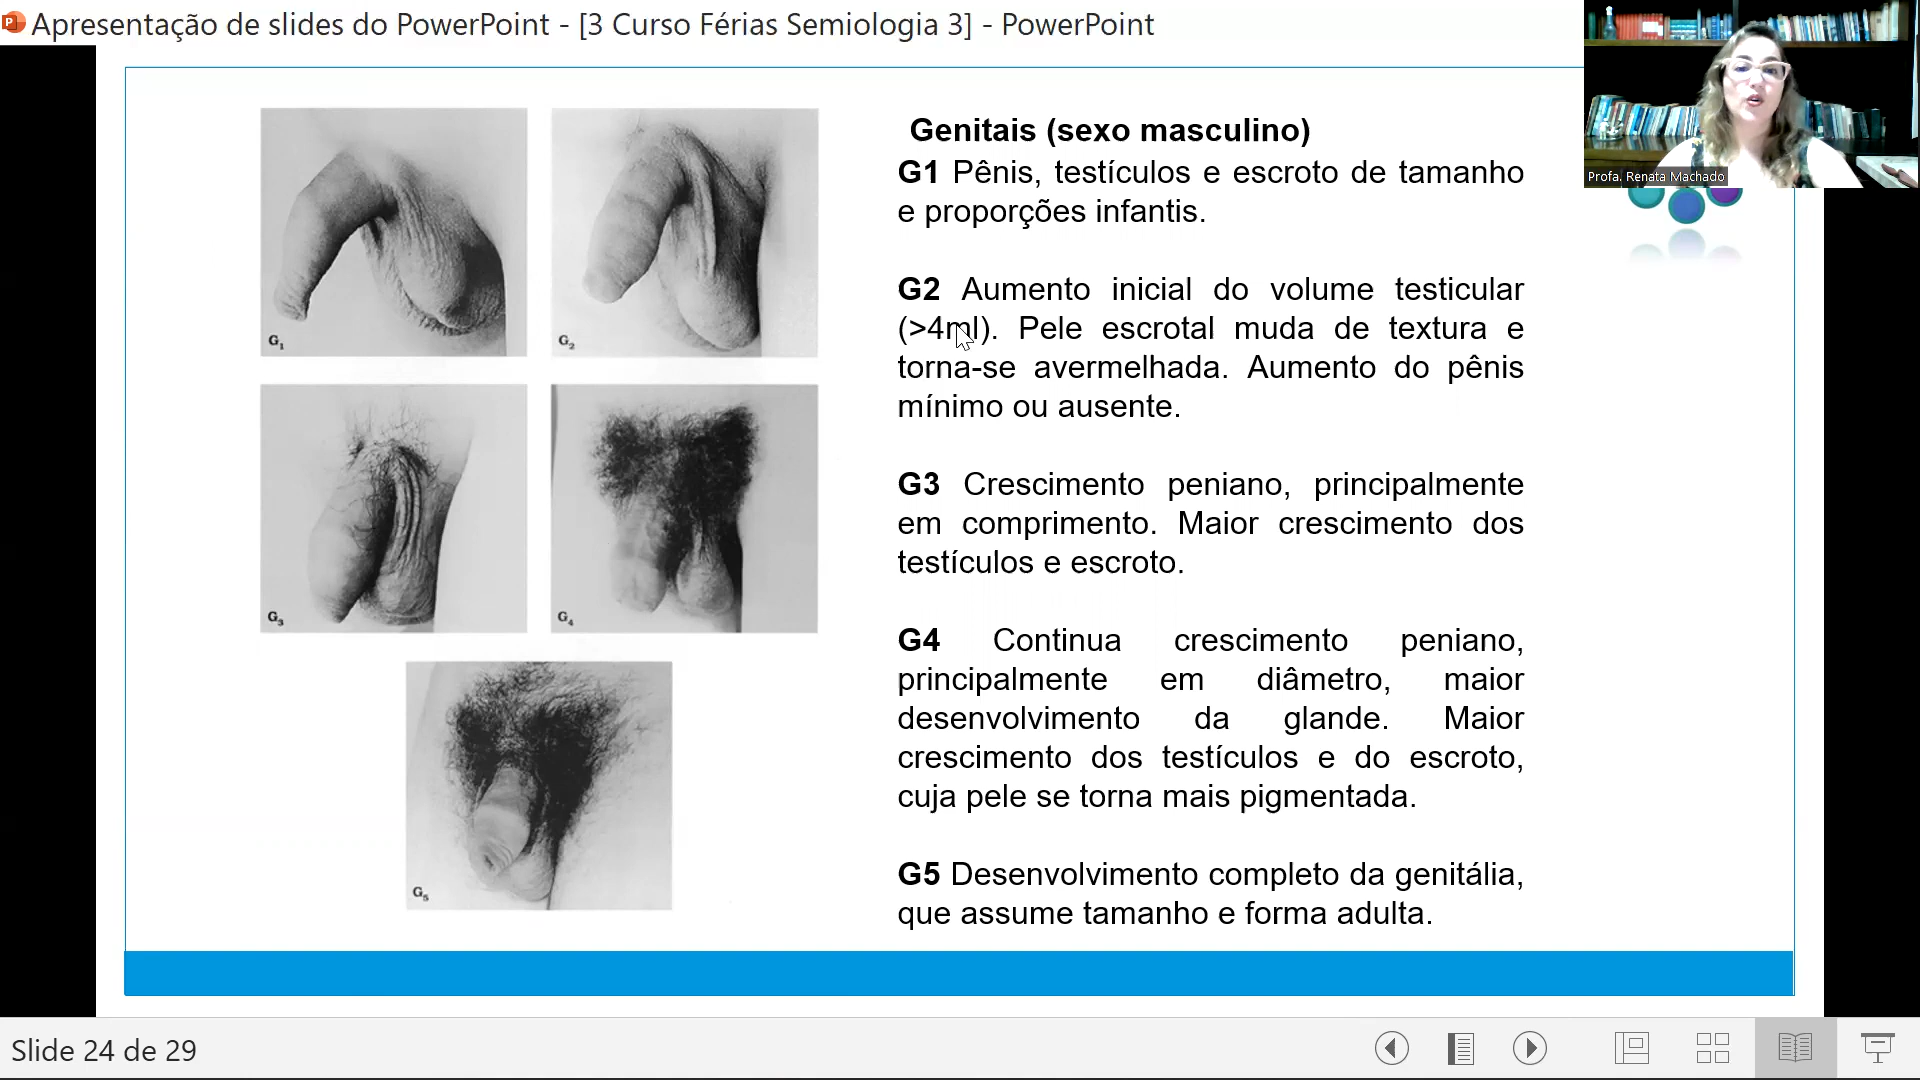 Apresentação de slides do PowerPoint - [3 Curso Férias Semiologia 3] - PowerPoint
Profa. Renata Machado
Genitais (sexo masculino)
G1 Pênis, testículos e escroto de tamanho
e proporções infantis.
G2 Aumento inicial do volume testicular
(>4ml). Pele escrotal muda de textura e
torna-se avermelhada. Aumento do pênis
mínimo ou ausente.
G3 Crescimento peniano, principalmente
em comprimento. Maior crescimento dos
testículos e escroto.
G4 Continua crescimento peniano,
principalmente em diâmetro, maior
desenvolvimento da glande. Maior
crescimento dos testículos e do escroto,
cuja pele se torna mais pigmentada.
G5 Desenvolvimento completo da genitália,
que assume tamanho e forma adulta.
G1
G2
G3
G4
G5
Slide 24 de 29